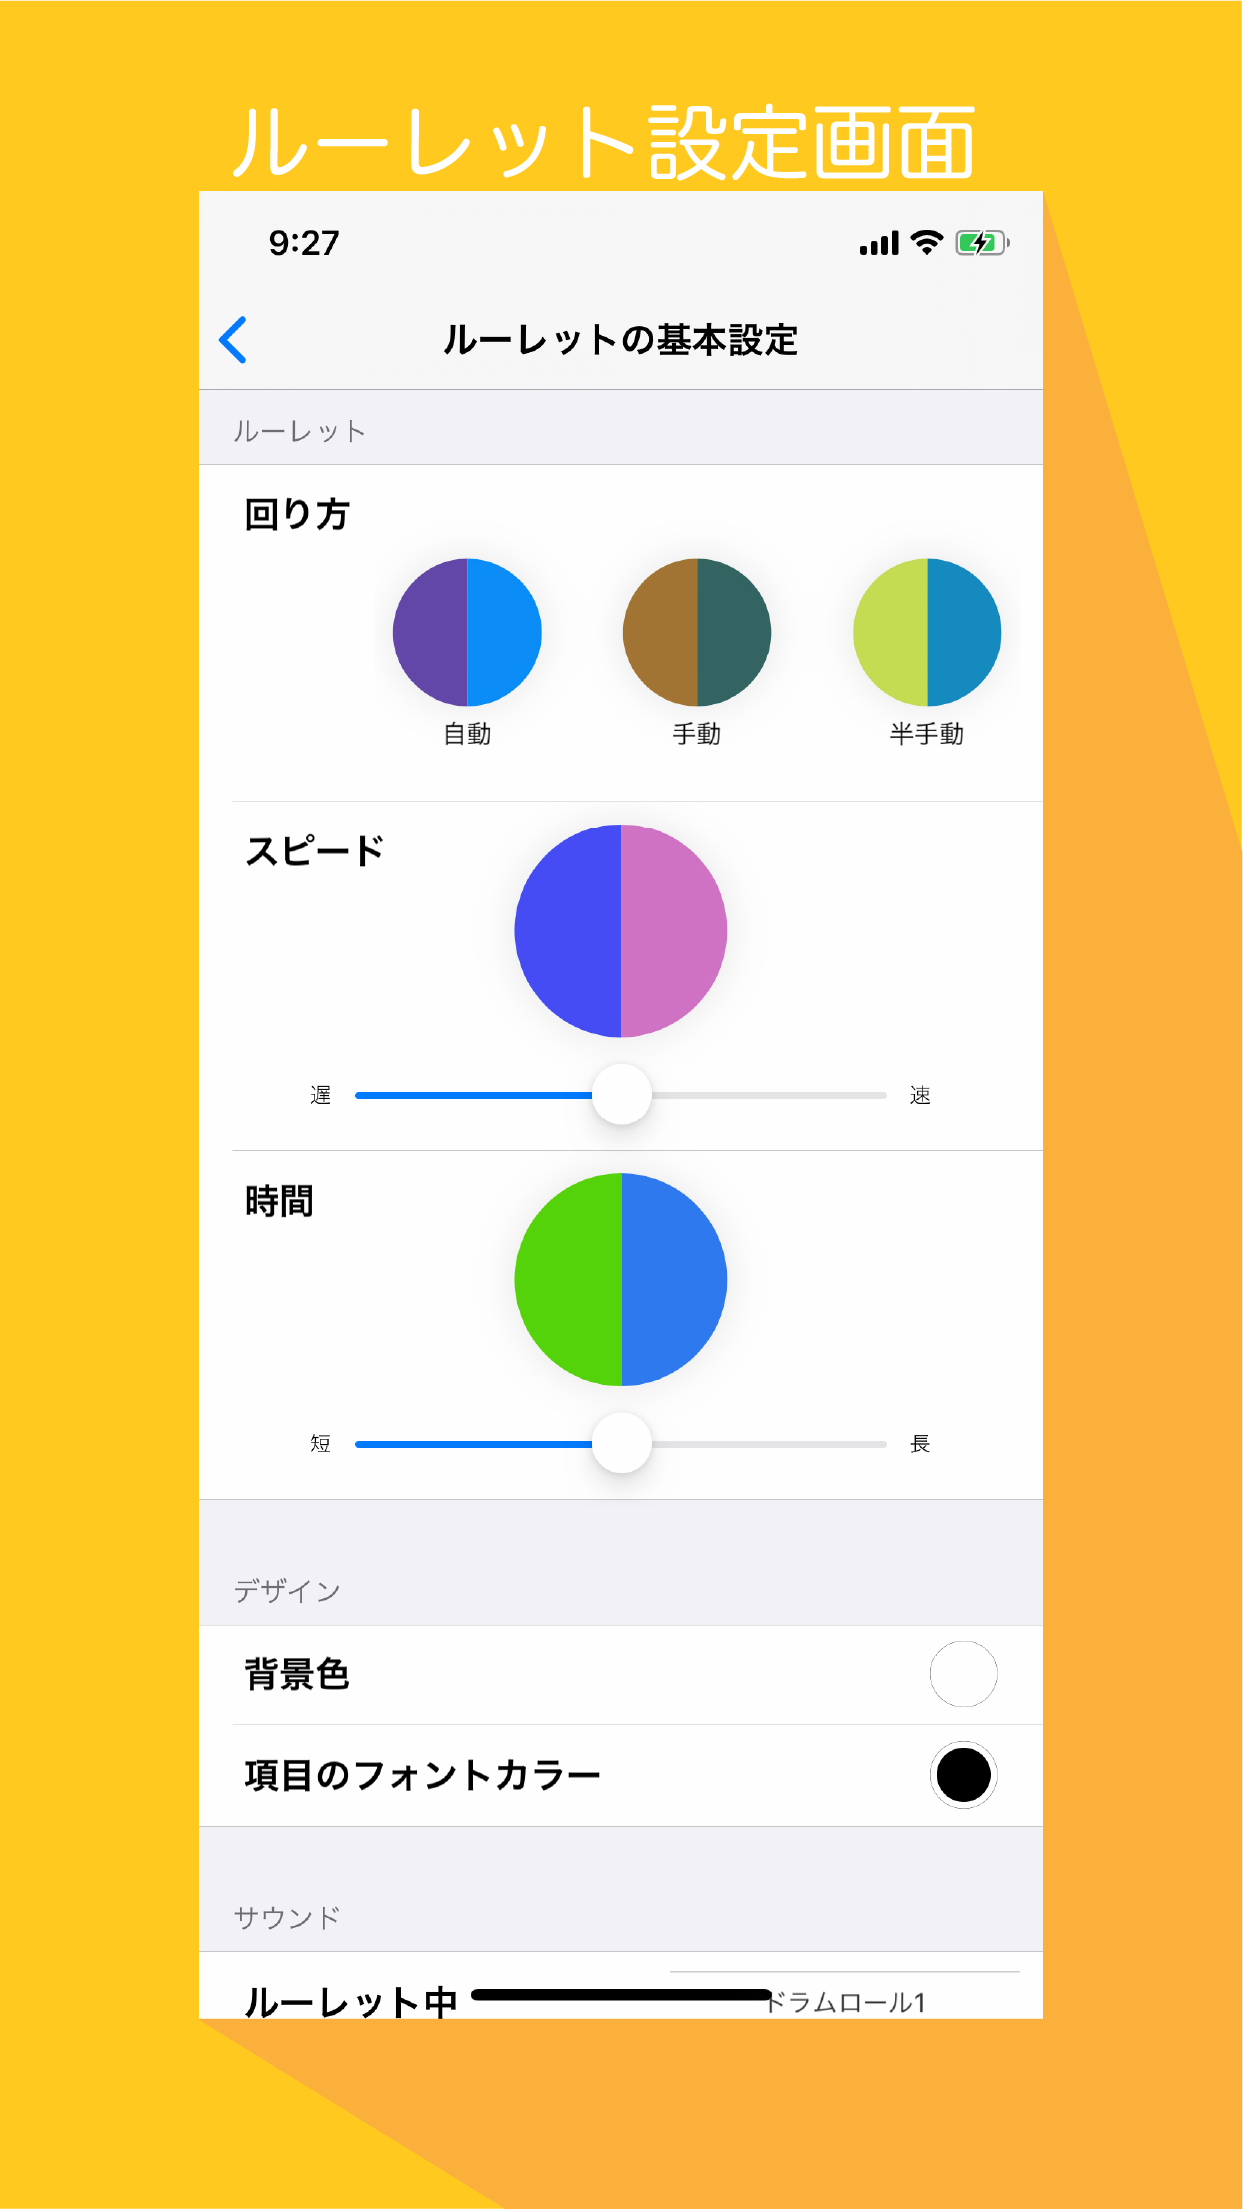 ルーレット設定画面
9:27
ルーレットの基本設定
ルーレット
回り方
自動 手動 半手動
スピード
遅 速
時間
短 長
デザイン
背景色
項目のフォントカラー
サウンド
ルーレット中 ドラムロール1